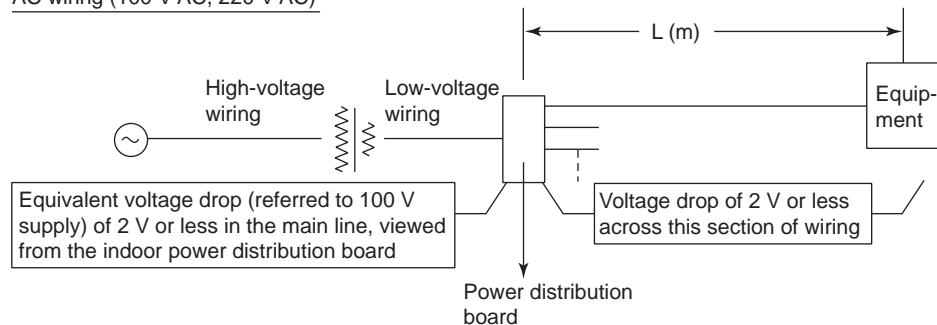 AC wiring (100 V AC, 220 V AC)
L (m)
High-voltage
wiring
Low-voltage
wiring
Equip-
ment
Equivalent voltage drop (referred to 100 V
supply) of 2 V or less in the main line, viewed
from the indoor power distribution board
Voltage drop of 2 V or less
across this section of wiring
Power distribution
board